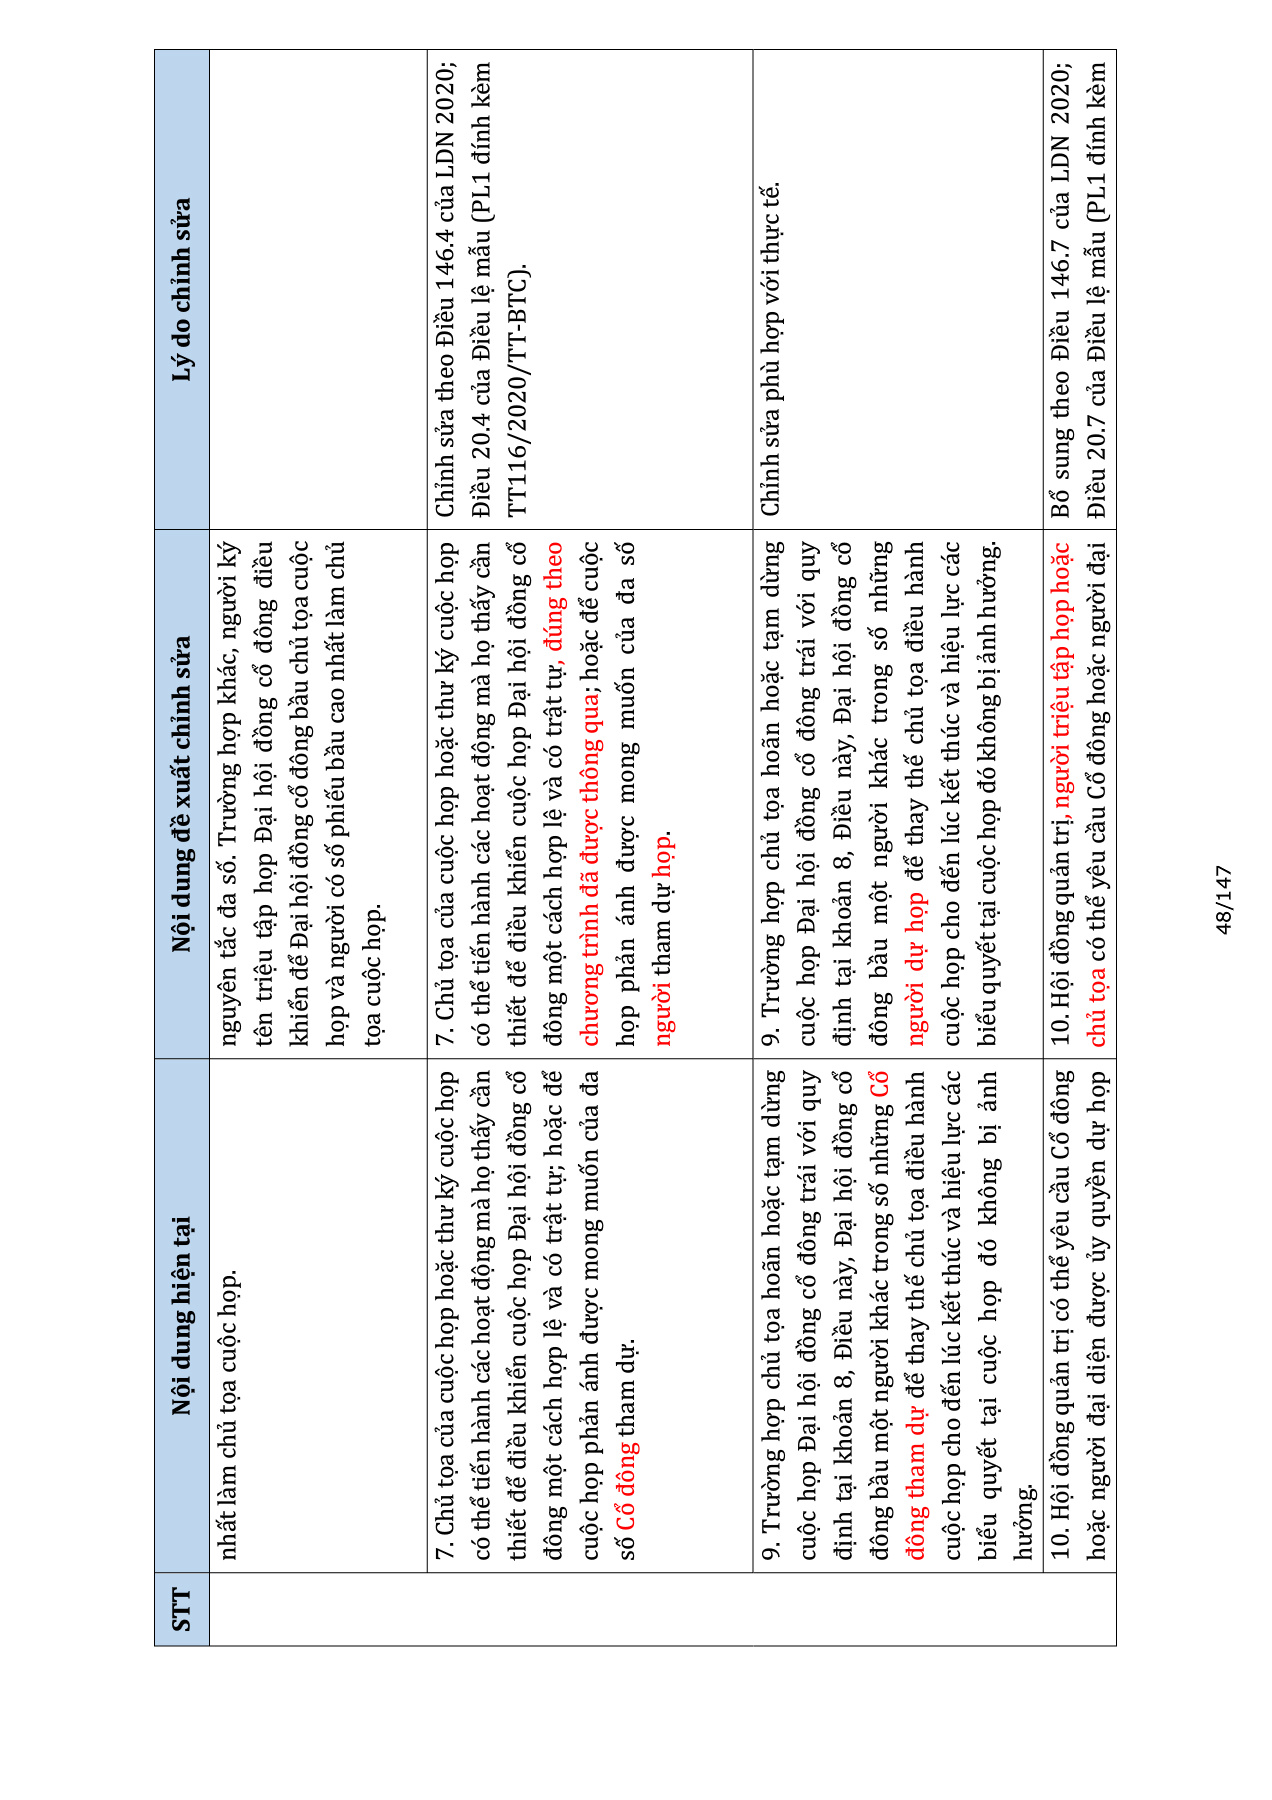 STT
Nội dung hiện tại
Nội dung đề xuất chỉnh sửa
Lý do chỉnh sửa
nhất làm chủ tọa cuộc họp.
nguyên tắc đa số. Trường hợp khác, người ký
tên triệu tập họp Đại hội đồng cổ đông điều
khiển để Đại hội đồng cổ đông bầu chủ tọa cuộc
họp và người có số phiếu bầu cao nhất làm chủ
tọa cuộc họp.
7. Chủ tọa của cuộc họp hoặc thư ký cuộc họp
có thể tiến hành các hoạt động mà họ thấy cần
thiết để điều khiển cuộc họp Đại hội đồng cổ
đông một cách hợp lệ và có trật tự; hoặc để
cuộc họp phản ánh được mong muốn của đa
số Cổ đông tham dự.
7. Chủ tọa của cuộc họp hoặc thư ký cuộc họp
có thể tiến hành các hoạt động mà họ thấy cần
thiết để điều khiển cuộc họp Đại hội đồng cổ
đông một cách hợp lệ và có trật tự, đúng theo
chương trình đã được thông qua; hoặc để cuộc
họp phản ánh được mong muốn của đa số
người tham dự họp.
Chỉnh sửa theo Điều 146.4 của LDN 2020;
Điều 20.4 của Điều lệ mẫu (PL1 đính kèm
TT116/2020/TT-BTC).
9. Trường hợp chủ tọa hoãn hoặc tạm dừng
cuộc họp Đại hội đồng cổ đông trái với quy
định tại khoản 8, Điều này, Đại hội đồng cổ
đông bầu một người khác trong số những Cổ
đông tham dự để thay thế chủ tọa điều hành
cuộc họp cho đến lúc kết thúc và hiệu lực các
biểu quyết tại cuộc họp đó không bị ảnh
hưởng.
9. Trường hợp chủ tọa hoãn hoặc tạm dừng
cuộc họp Đại hội đồng cổ đông trái với quy
định tại khoản 8, Điều này, Đại hội đồng cổ
đông bầu một người khác trong số những
người dự họp để thay thế chủ tọa điều hành
cuộc họp cho đến lúc kết thúc và hiệu lực các
biểu quyết tại cuộc họp đó không bị ảnh hưởng.
Chỉnh sửa phù hợp với thực tế.
10. Hội đồng quản trị có thể yêu cầu Cổ đông
hoặc người đại diện được ủy quyền dự họp
10. Hội đồng quản trị, người triệu tập họp hoặc
chủ tọa có thể yêu cầu Cổ đông hoặc người đại
Bổ sung theo Điều 146.7 của LDN 2020;
Điều 20.7 của Điều lệ mẫu (PL1 đính kèm
48/147